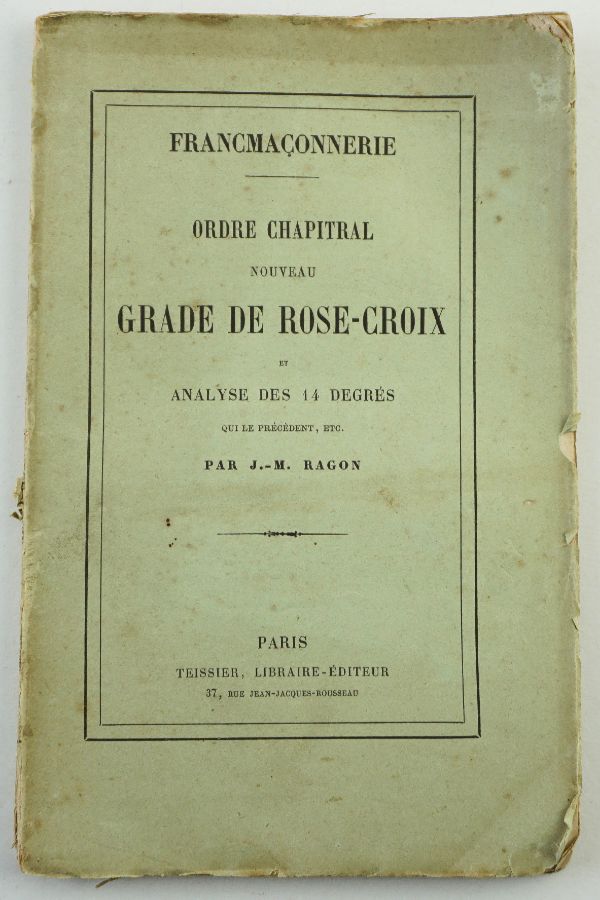 FRANCMAÇONNERIE
ORDRE CHAPITRAL
NOUVEAU
GRADE DE ROSE-CROIX
ET
ANALYSE DES 14 DEGRÉS
QUI LE PRÉCÈDENT, ETC.
PAR J.-M. RAGON
PARIS
TEISSIER, LIBRAIRE-ÉDITEUR
37, RUE JEAN-JACQUES-ROUSSEAU